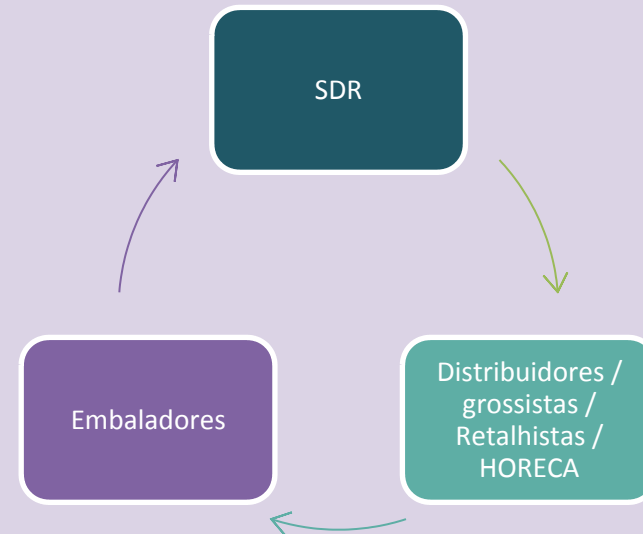 SDR
Embaladores
Distribuidores /
grossistas /
Retalhistas /
HORECA